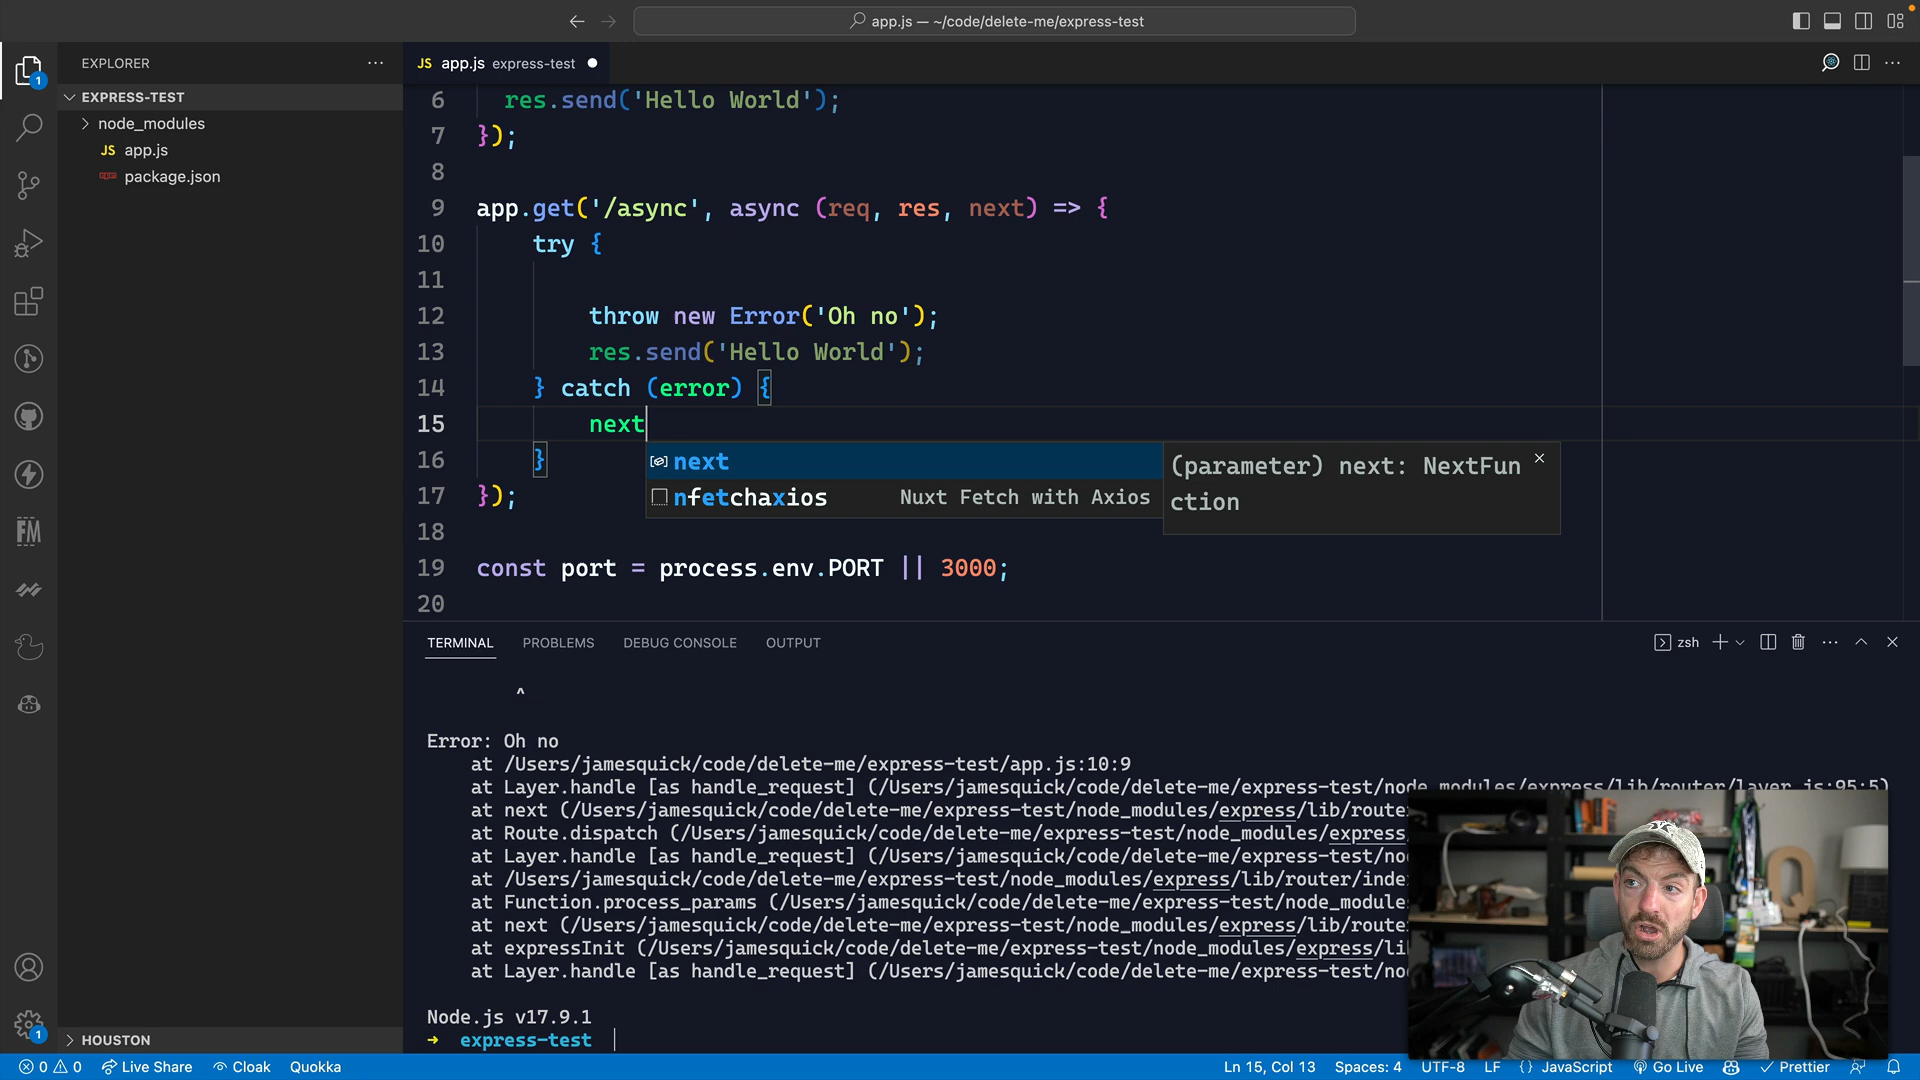 app.js — ~/code/delete-me/express-test
EXPLORER
EXPRESS-TEST
node_modules
JS app.js
package.json
HOUSTON
JS app.js express-test
6 res.send('Hello World');
7 });
8
9 app.get('/async', async (req, res, next) => {
10 try {
11
12 throw new Error('Oh no');
13 res.send('Hello World');
14 } catch (error) {
15 next
16 }
17 });
18
19 const port = process.env.PORT || 3000;
20
next
nfetchaxios Nuxt Fetch with Axios
(parameter) next: NextFun
ction
TERMINAL PROBLEMS DEBUG CONSOLE OUTPUT
zsh
^
Error: Oh no
at /Users/jamesquick/code/delete-me/express-test/app.js:10:9
at Layer.handle [as handle_request] (/Users/jamesquick/code/delete-me/express-test/node_modules/express/lib/router/layer.js:95:5)
at next (/Users/jamesquick/code/delete-me/express-test/node_modules/express/lib/route
at Route.dispatch (/Users/jamesquick/code/delete-me/express-test/node_modules/express
at Layer.handle [as handle_request] (/Users/jamesquick/code/delete-me/express-test/no
at /Users/jamesquick/code/delete-me/express-test/node_modules/express/lib/router/inde
at Function.process_params (/Users/jamesquick/code/delete-me/express-test/node_module
at next (/Users/jamesquick/code/delete-me/express-test/node_modules/express/lib/route
at expressInit (/Users/jamesquick/code/delete-me/express-test/node_modules/express/li
at Layer.handle [as handle_request] (/Users/jamesquick/code/delete-me/express-test/no
Node.js v17.9.1
→ express-test
0 0 Live Share Cloak Quokka
Ln 15, Col 13 Spaces: 4 UTF-8 LF {} JavaScript Go Live Prettier
FM
1
1